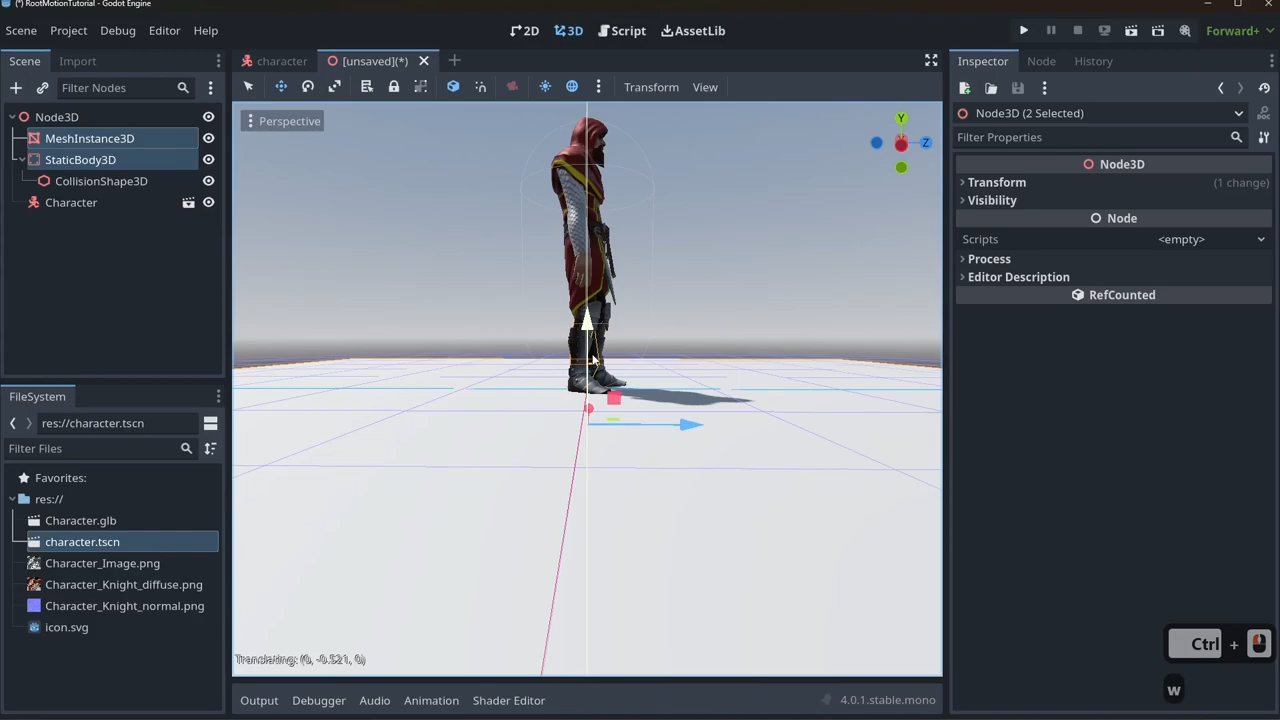 (*) RootMotionTutorial - Godot Engine
Scene Project Debug Editor Help
2D 3D Script AssetLib
Forward+
Scene Import
character [unsaved](*)
Inspector Node History
Filter Nodes
Transform View
Node3D
MeshInstance3D
StaticBody3D
CollisionShape3D
Character
Perspective
Y
Z
Node3D (2 Selected)
Filter Properties
Node3D
Transform (1 change)
Visibility
Node
Scripts <empty>
Process
Editor Description
RefCounted
FileSystem
res://character.tscn
Filter Files
Favorites:
res://
Character.glb
character.tscn
Character_Image.png
Character_Knight_diffuse.png
Character_Knight_normal.png
icon.svg
Translating: (0, -0.521, 0)
Ctrl +
w
Output Debugger Audio Animation Shader Editor
4.0.1.stable.mono